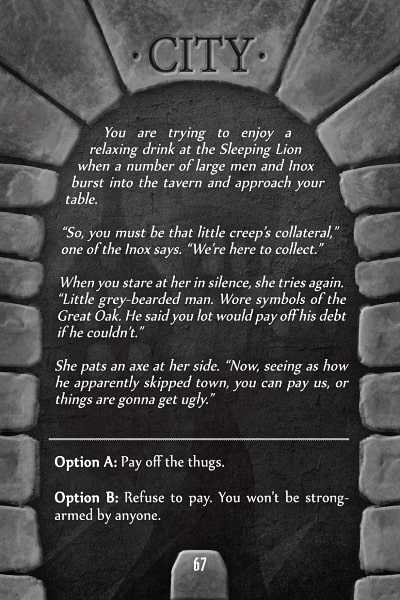 · CITY ·
You are trying to enjoy a
relaxing drink at the Sleeping Lion
when a number of large men and Inox
burst into the tavern and approach your
table.
“So, you must be that little creep’s collateral,”
one of the Inox says. “We’re here to collect.”
When you stare at her in silence, she tries again.
“Little grey-bearded man. Wore symbols of the
Great Oak. He said you lot would pay off his debt
if he couldn’t.”
She pats an axe at her side. “Now, seeing as how
he apparently skipped town, you can pay us, or
things are gonna get ugly.”
Option A: Pay off the thugs.
Option B: Refuse to pay. You won’t be strong-
armed by anyone.
67